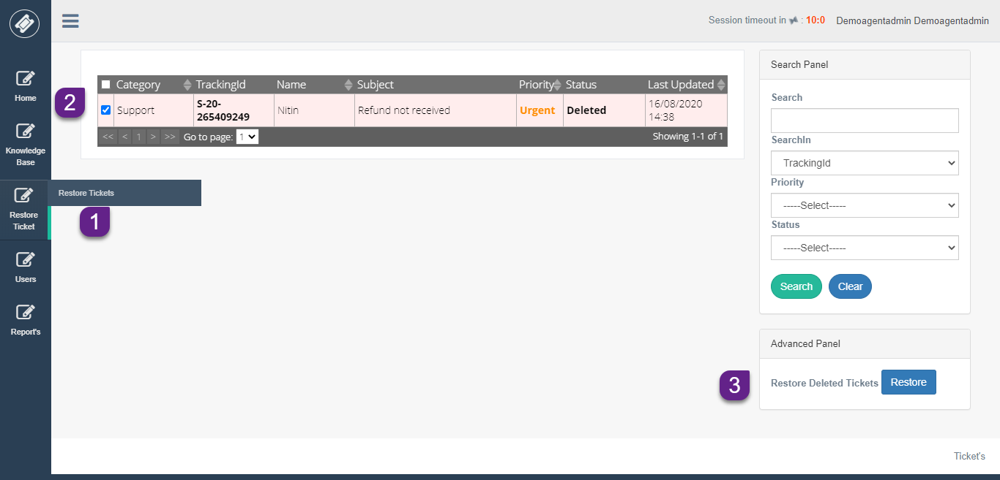 Session timeout in : 10:0 Demoagentadmin Demoagentadmin
Home
Knowledge
Base
Restore
Ticket
Users
Report's
Restore Tickets
1
2
Category TrackingId Name Subject Priority Status Last Updated
Support S-20- Nitin Refund not received Urgent Deleted 16/08/2020
265409249 14:38
<< < 1 > >> Go to page: 1 Showing 1-1 of 1
Search Panel
Search
SearchIn
TrackingId
Priority
-----Select-----
Status
-----Select-----
Search Clear
Advanced Panel
3
Restore Deleted Tickets Restore
Ticket's